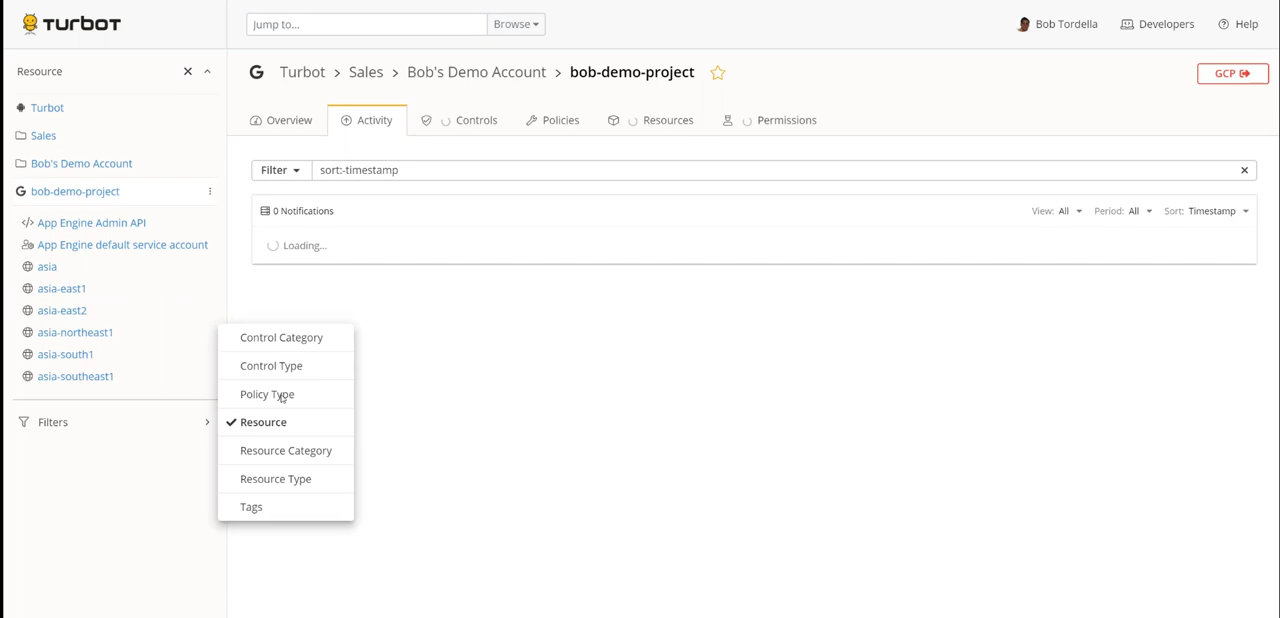 TURBOT
Jump to...
Browse
Bob Tordella
Developers
Help
Resource
Turbot > Sales > Bob's Demo Account > bob-demo-project
GCP
Overview
Activity
Controls
Policies
Resources
Permissions
Turbot
Sales
Bob's Demo Account
bob-demo-project
App Engine Admin API
App Engine default service account
asia
asia-east1
asia-east2
asia-northeast1
asia-south1
asia-southeast1
Filters
Filter
sort:-timestamp
0 Notifications
View: All
Period: All
Sort: Timestamp
Loading...
Control Category
Control Type
Policy Type
Resource
Resource Category
Resource Type
Tags